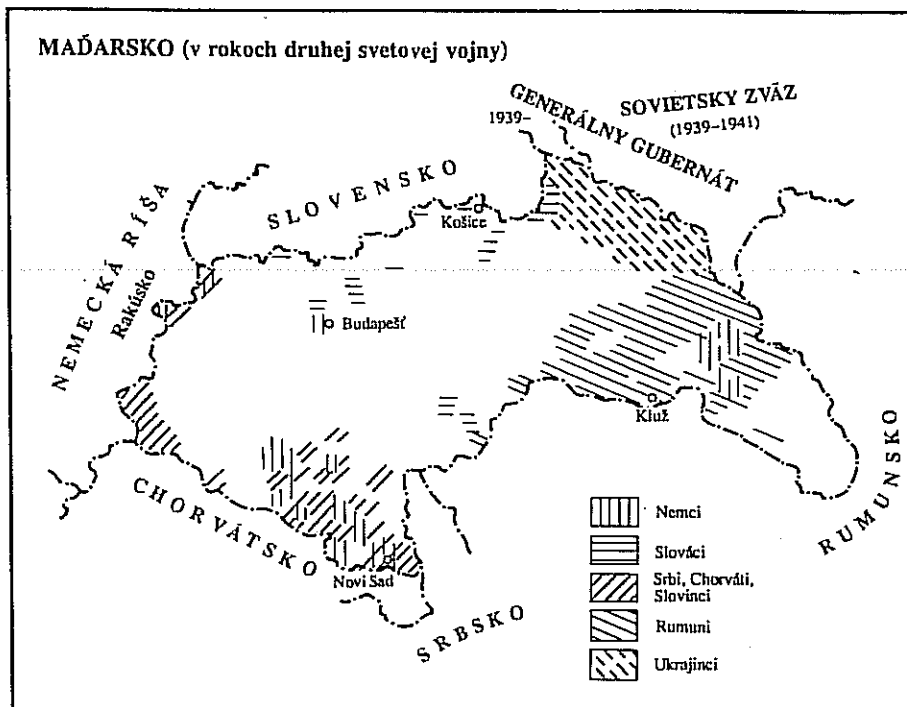 MAĎARSKO (v rokoch druhej svetovej vojny)
SOVIETSKY ZVÄZ
(1939–1941)
1939–
GENERÁLNY GUBERNÁT
SLOVENSKO
Košice
NEMECKÁ RÍŠA
Rakúsko
Budapešť
Kluž
RUMUNSKO
CHORVÁTSKO
Novi Sad
SRBSKO
Nemci
Slováci
Srbi, Chorváti,
Slovinci
Rumuni
Ukrajinci